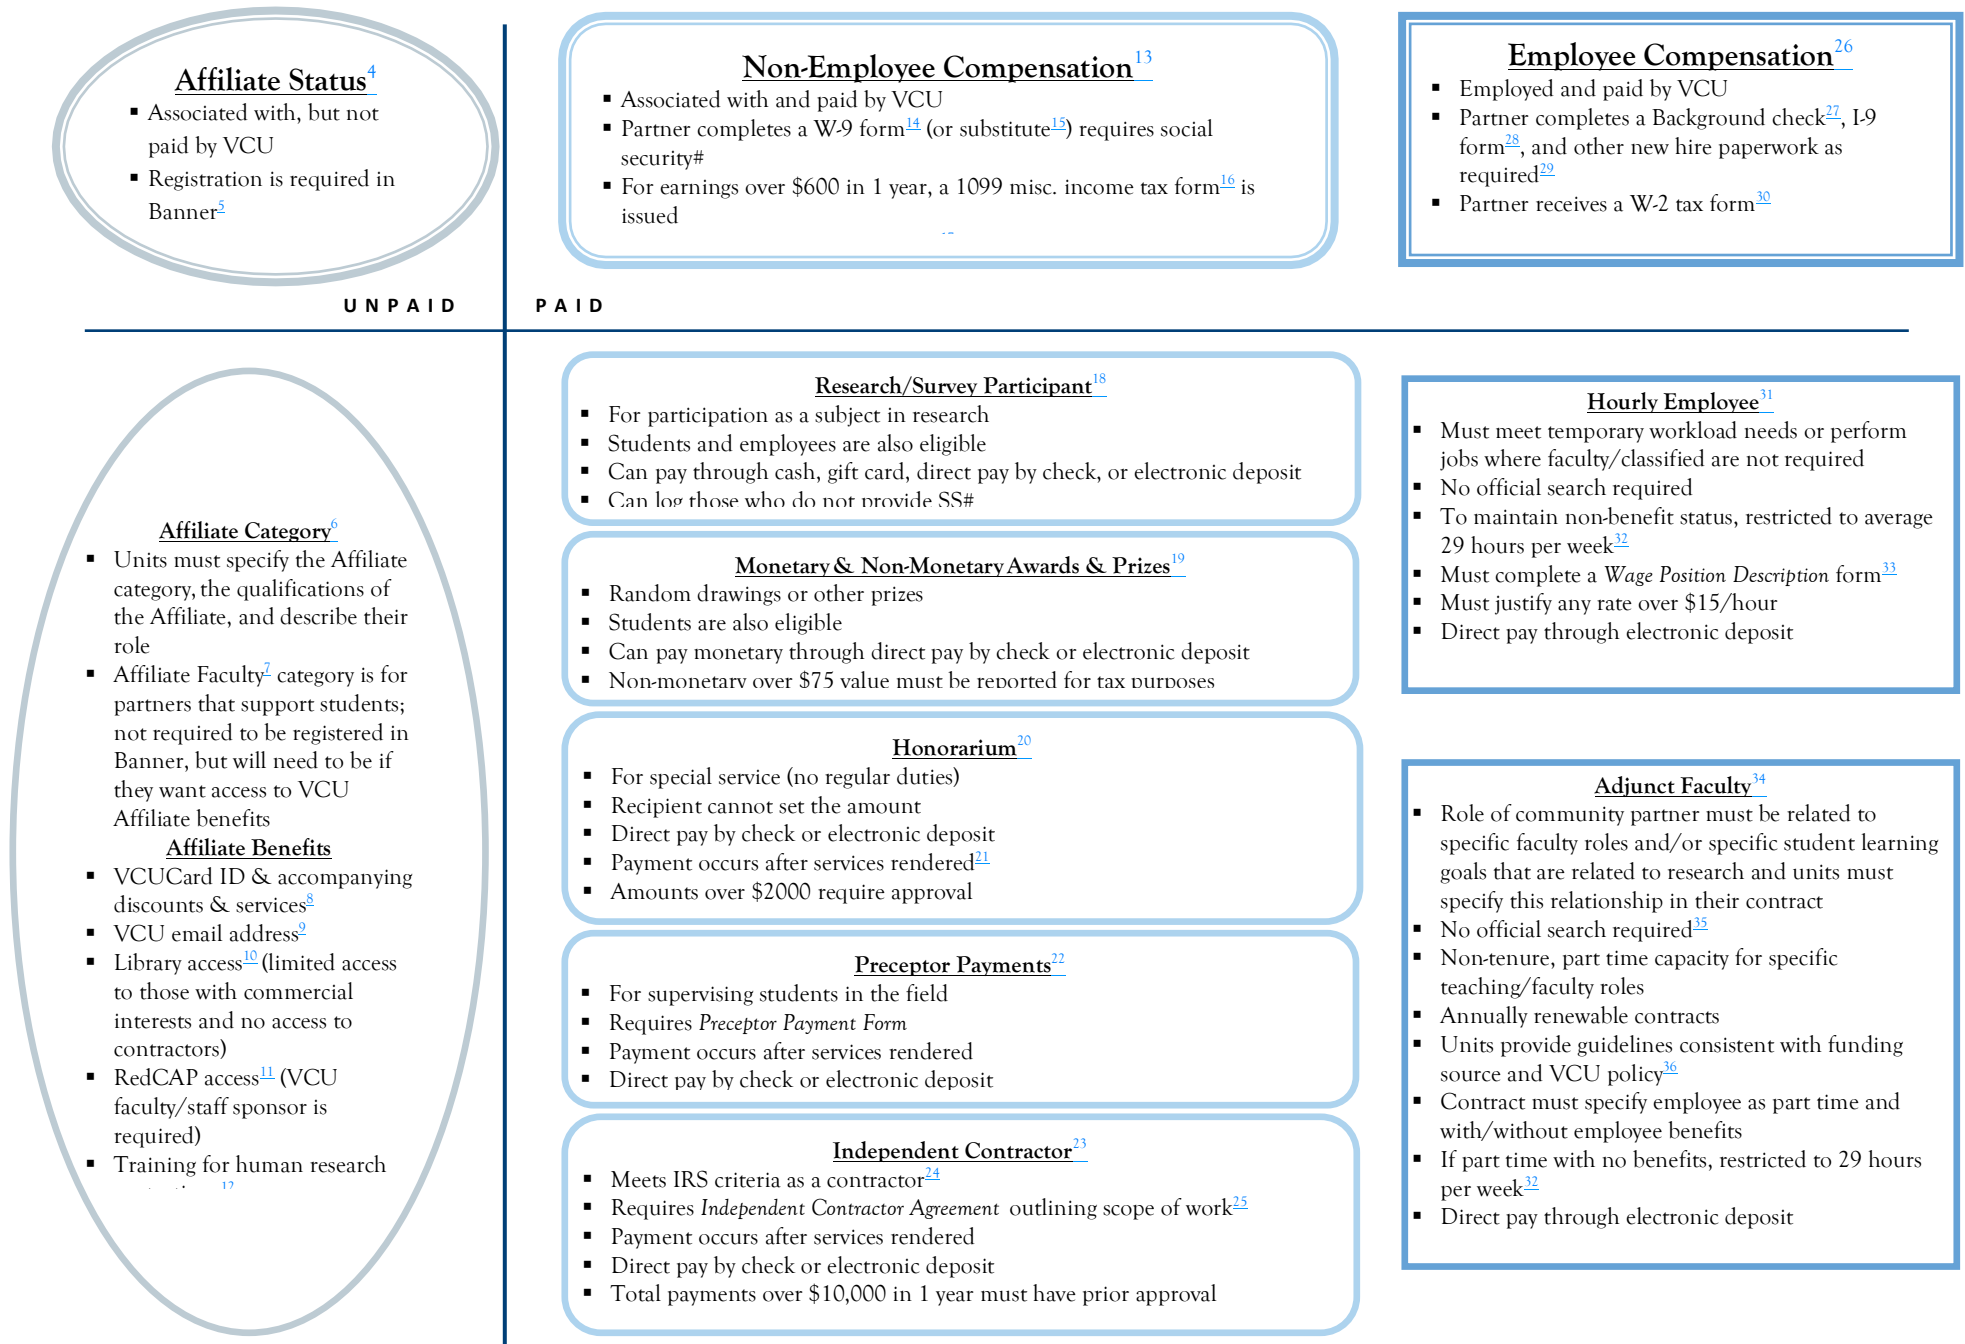 Affiliate Status4
▪ Associated with, but not
paid by VCU
▪ Registration is required in
Banner5
Non-Employee Compensation13
▪ Associated with and paid by VCU
▪ Partner completes a W-9 form14 (or substitute15) requires social
security#
▪ For earnings over $600 in 1 year, a 1099 misc. income tax form16 is
issued
Employee Compensation26
▪ Employed and paid by VCU
▪ Partner completes a Background check27, I-9
form28, and other new hire paperwork as
required29
▪ Partner receives a W-2 tax form30
UNPAID
PAID
Affiliate Category6
▪ Units must specify the Affiliate
category, the qualifications of
the Affiliate, and describe their
role
▪ Affiliate Faculty7 category is for
partners that support students;
not required to be registered in
Banner, but will need to be if
they want access to VCU
Affiliate benefits
Affiliate Benefits
▪ VCUCard ID & accompanying
discounts & services8
▪ VCU email address9
▪ Library access10 (limited access
to those with commercial
interests and no access to
contractors)
▪ RedCAP access11 (VCU
faculty/staff sponsor is
required)
▪ Training for human research
12
Research/Survey Participant18
▪ For participation as a subject in research
▪ Students and employees are also eligible
▪ Can pay through cash, gift card, direct pay by check, or electronic deposit
▪ Can log those who do not provide SS#
Monetary & Non-Monetary Awards & Prizes19
▪ Random drawings or other prizes
▪ Students are also eligible
▪ Can pay monetary through direct pay by check or electronic deposit
▪ Non-monetary over $75 value must be reported for tax purposes
Honorarium20
▪ For special service (no regular duties)
▪ Recipient cannot set the amount
▪ Direct pay by check or electronic deposit
▪ Payment occurs after services rendered21
▪ Amounts over $2000 require approval
Preceptor Payments22
▪ For supervising students in the field
▪ Requires Preceptor Payment Form
▪ Payment occurs after services rendered
▪ Direct pay by check or electronic deposit
Independent Contractor23
▪ Meets IRS criteria as a contractor24
▪ Requires Independent Contractor Agreement outlining scope of work25
▪ Payment occurs after services rendered
▪ Direct pay by check or electronic deposit
▪ Total payments over $10,000 in 1 year must have prior approval
Hourly Employee31
▪ Must meet temporary workload needs or perform
jobs where faculty/classified are not required
▪ No official search required
▪ To maintain non-benefit status, restricted to average
29 hours per week32
▪ Must complete a Wage Position Description form33
▪ Must justify any rate over $15/hour
▪ Direct pay through electronic deposit
Adjunct Faculty34
▪ Role of community partner must be related to
specific faculty roles and/or specific student learning
goals that are related to research and units must
specify this relationship in their contract
▪ No official search required35
▪ Non-tenure, part time capacity for specific
teaching/faculty roles
▪ Annually renewable contracts
▪ Units provide guidelines consistent with funding
source and VCU policy36
▪ Contract must specify employee as part time and
with/without employee benefits
▪ If part time with no benefits, restricted to 29 hours
per week32
▪ Direct pay through electronic deposit